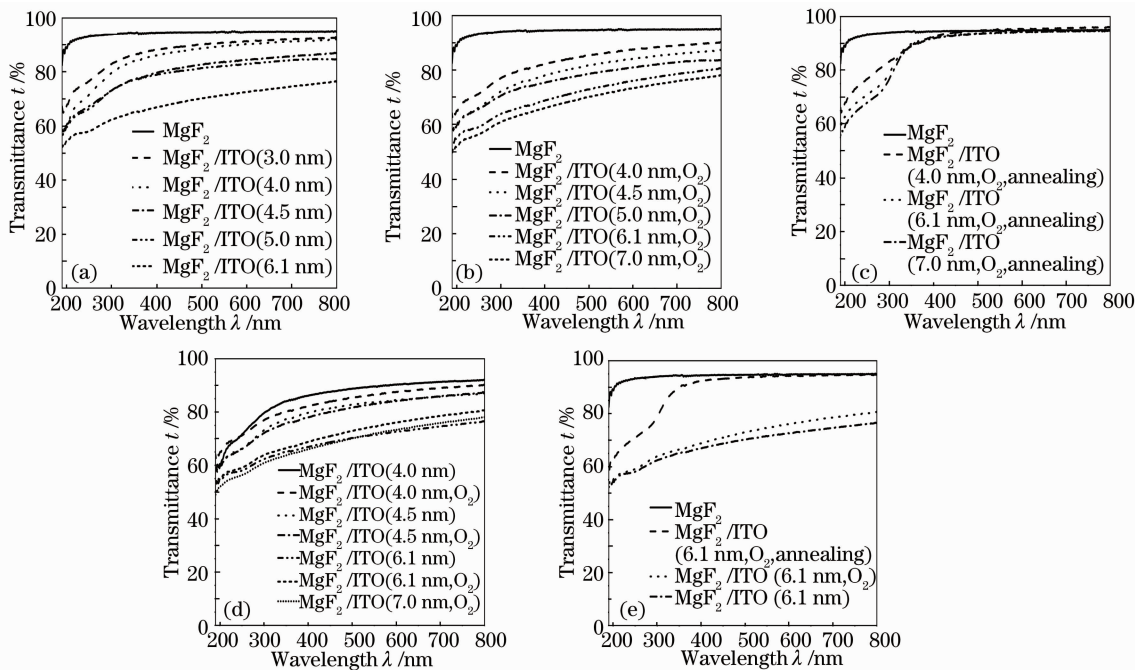 100
80
60
40
20
0
Transmittance t /%
MgF2
MgF2/ITO(3.0 nm)
MgF2/ITO(4.0 nm)
MgF2/ITO(4.5 nm)
MgF2/ITO(5.0 nm)
MgF2/ITO(6.1 nm)
(a)
200 300 400 500 600 700 800
Wavelength λ /nm
100
80
60
40
20
0
Transmittance t /%
MgF2
MgF2/ITO(4.0 nm,O2)
MgF2/ITO(4.5 nm,O2)
MgF2/ITO(5.0 nm,O2)
MgF2/ITO(6.1 nm,O2)
MgF2/ITO(7.0 nm,O2)
(b)
200 300 400 500 600 700 800
Wavelength λ /nm
100
80
60
40
20
0
Transmittance t /%
MgF2
MgF2/ITO
(4.0 nm,O2,annealing)
MgF2/ITO
(6.1 nm,O2,annealing)
MgF2/ITO
(7.0 nm,O2,annealing)
(c)
200 300 400 500 600 700 800
Wavelength λ /nm
100
80
60
40
20
0
Transmittance t /%
MgF2/ITO(4.0 nm)
MgF2/ITO(4.0 nm,O2)
MgF2/ITO(4.5 nm)
MgF2/ITO(4.5 nm,O2)
MgF2/ITO(6.1 nm)
MgF2/ITO(6.1 nm,O2)
MgF2/ITO(7.0 nm,O2)
(d)
200 300 400 500 600 700 800
Wavelength λ /nm
100
80
60
40
20
0
Transmittance t /%
MgF2
MgF2/ITO
(6.1 nm,O2,annealing)
MgF2/ITO (6.1 nm,O2)
MgF2/ITO (6.1 nm)
(e)
200 300 400 500 600 700 800
Wavelength λ /nm